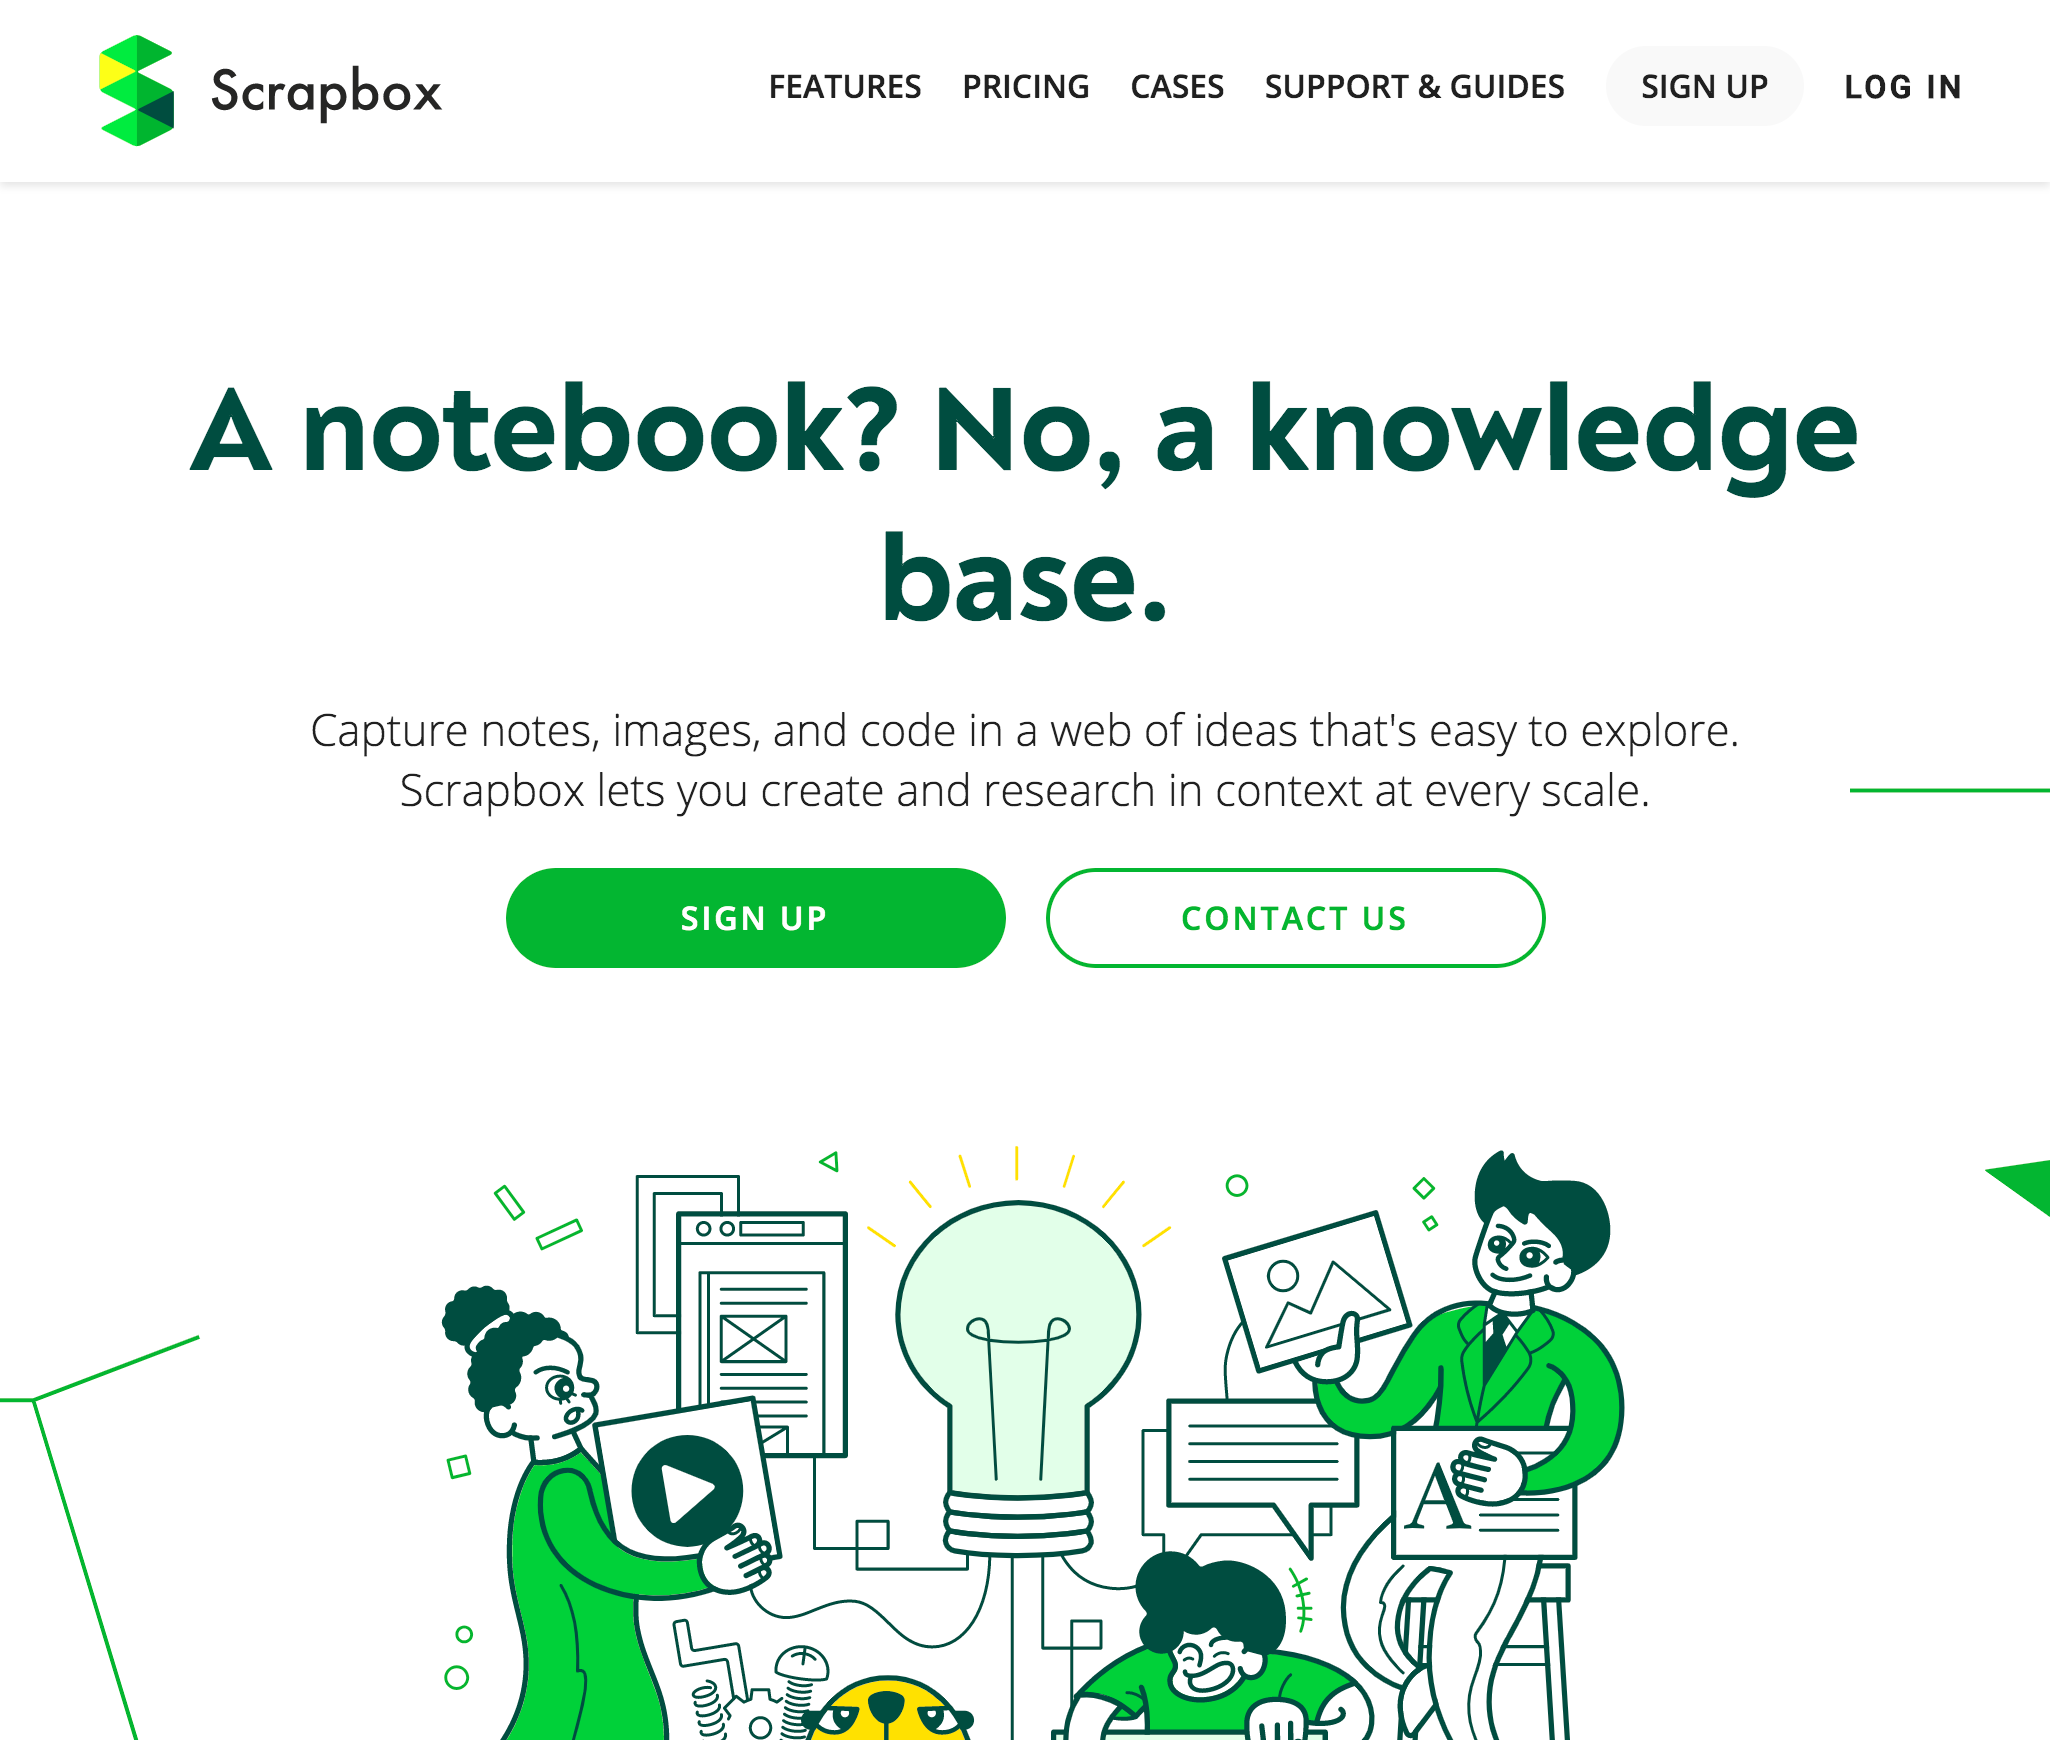 Scrapbox
FEATURES PRICING CASES SUPPORT & GUIDES SIGN UP LOG IN
A notebook? No, a knowledge
base.
Capture notes, images, and code in a web of ideas that's easy to explore.
Scrapbox lets you create and research in context at every scale.
SIGN UP CONTACT US
A